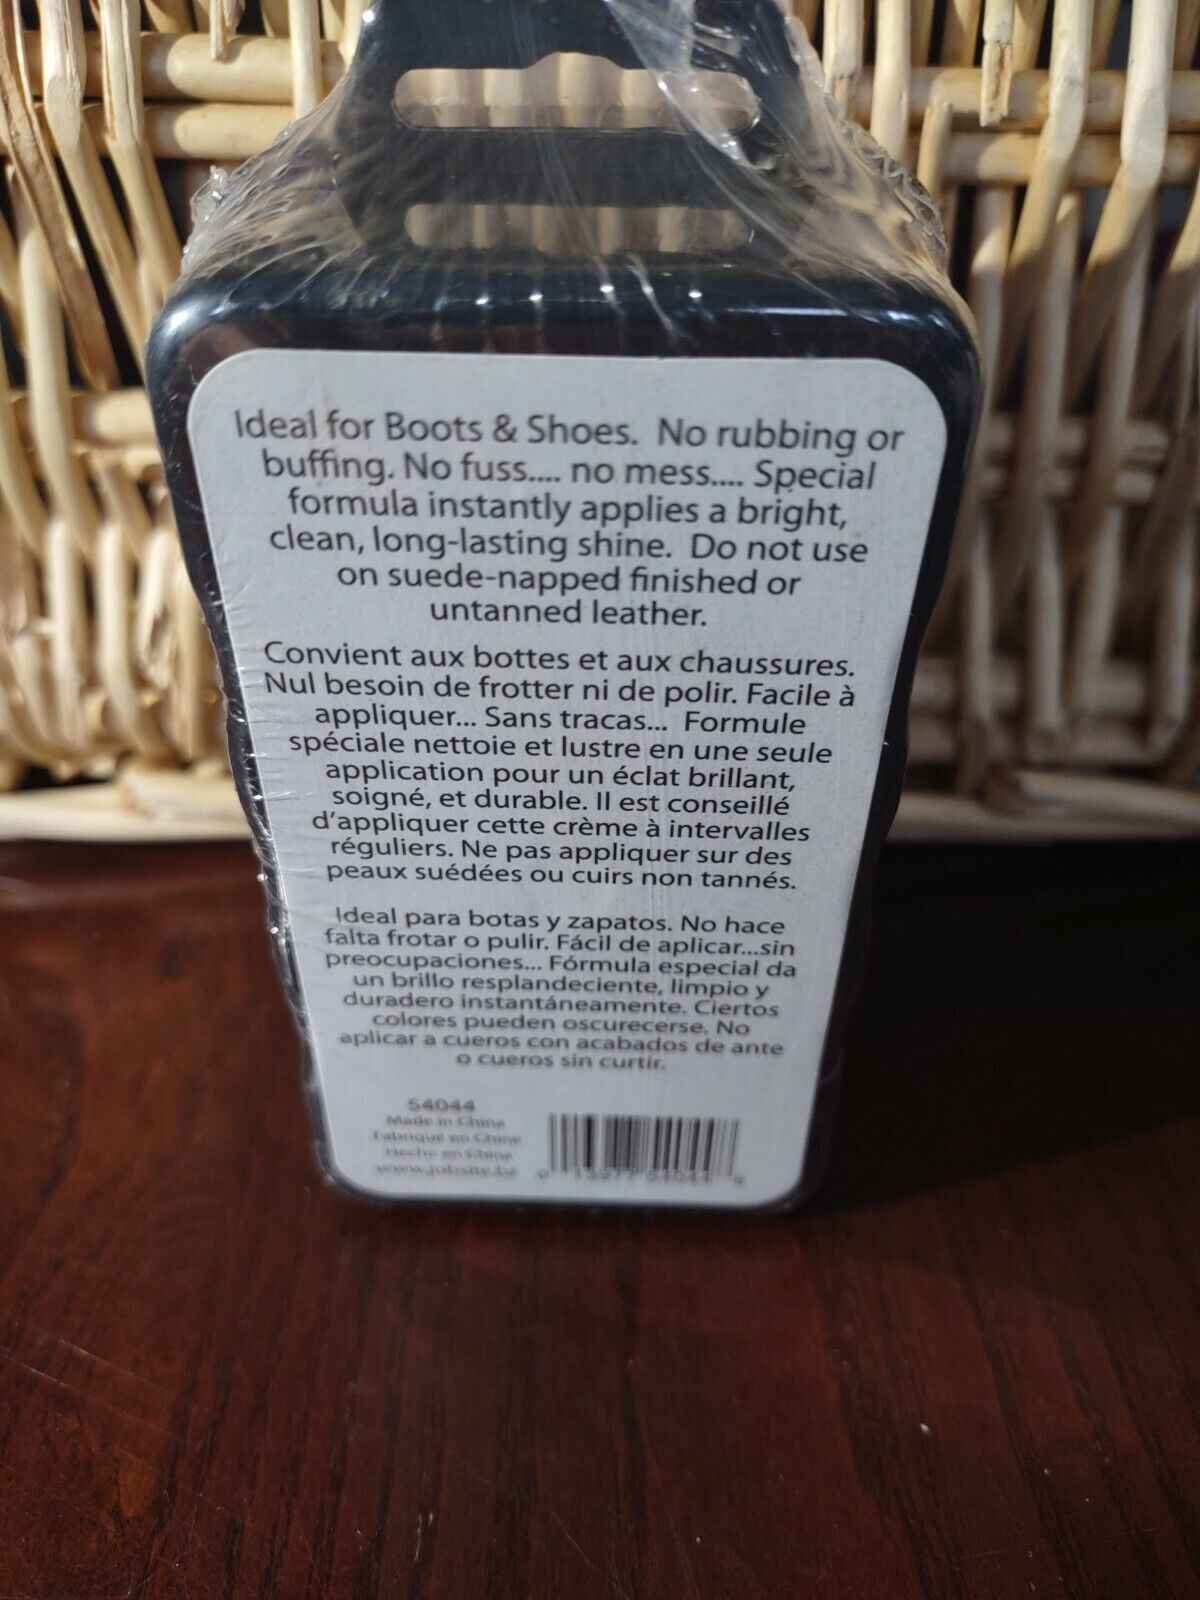 Ideal for Boots & Shoes. No rubbing or
buffing. No fuss.... no mess.... Special
formula instantly applies a bright,
clean, long-lasting shine. Do not use
on suede-napped finished or
untanned leather.
Convient aux bottes et aux chaussures.
Nul besoin de frotter ni de polir. Facile à
appliquer... Sans tracas... Formule
spéciale nettoie et lustre en une seule
application pour un éclat brillant,
soigné, et durable. Il est conseillé
d'appliquer cette crème à intervalles
réguliers. Ne pas appliquer sur des
peaux suédées ou cuirs non tannés.
Ideal para botas y zapatos. No hace
falta frotar o pulir. Fácil de aplicar...sin
preocupaciones... Fórmula especial da
un brillo resplandeciente, limpio y
duradero instantáneamente. Ciertos
colores pueden oscurecerse. No
aplicar a cueros con acabados de ante
o cueros sin curtir.
54044
Made in China
Fabriqué en Chine
Hecho en China